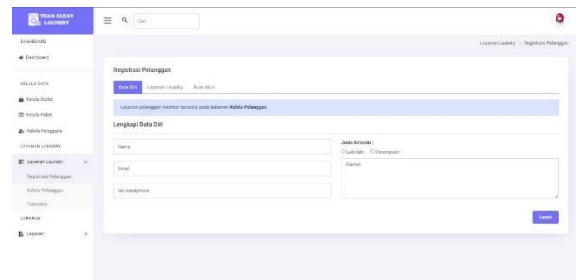 TEAM CLEAN
LAUNDRY
Cari
Layanan Laundry > Registrasi Pelanggan
DASHBOARD
Dashboard
KELOLA DATA
Kelola Outlet
Kelola Paket
Kelola Pengguna
LAYANAN LAUNDRY
Layanan Laundry
Registrasi Pelanggan
Kelola Pelanggan
Transaksi
LAPORAN
Laporan
Registrasi Pelanggan
Data Diri Layanan Laundry Buat Akun
Layanan pelanggan member tersedia pada halaman Kelola Pelanggan
Lengkapi Data Diri
Nama
Email
No Handphone
Jenis Kelamin :
Laki-laki Perempuan
Alamat
Lanjut